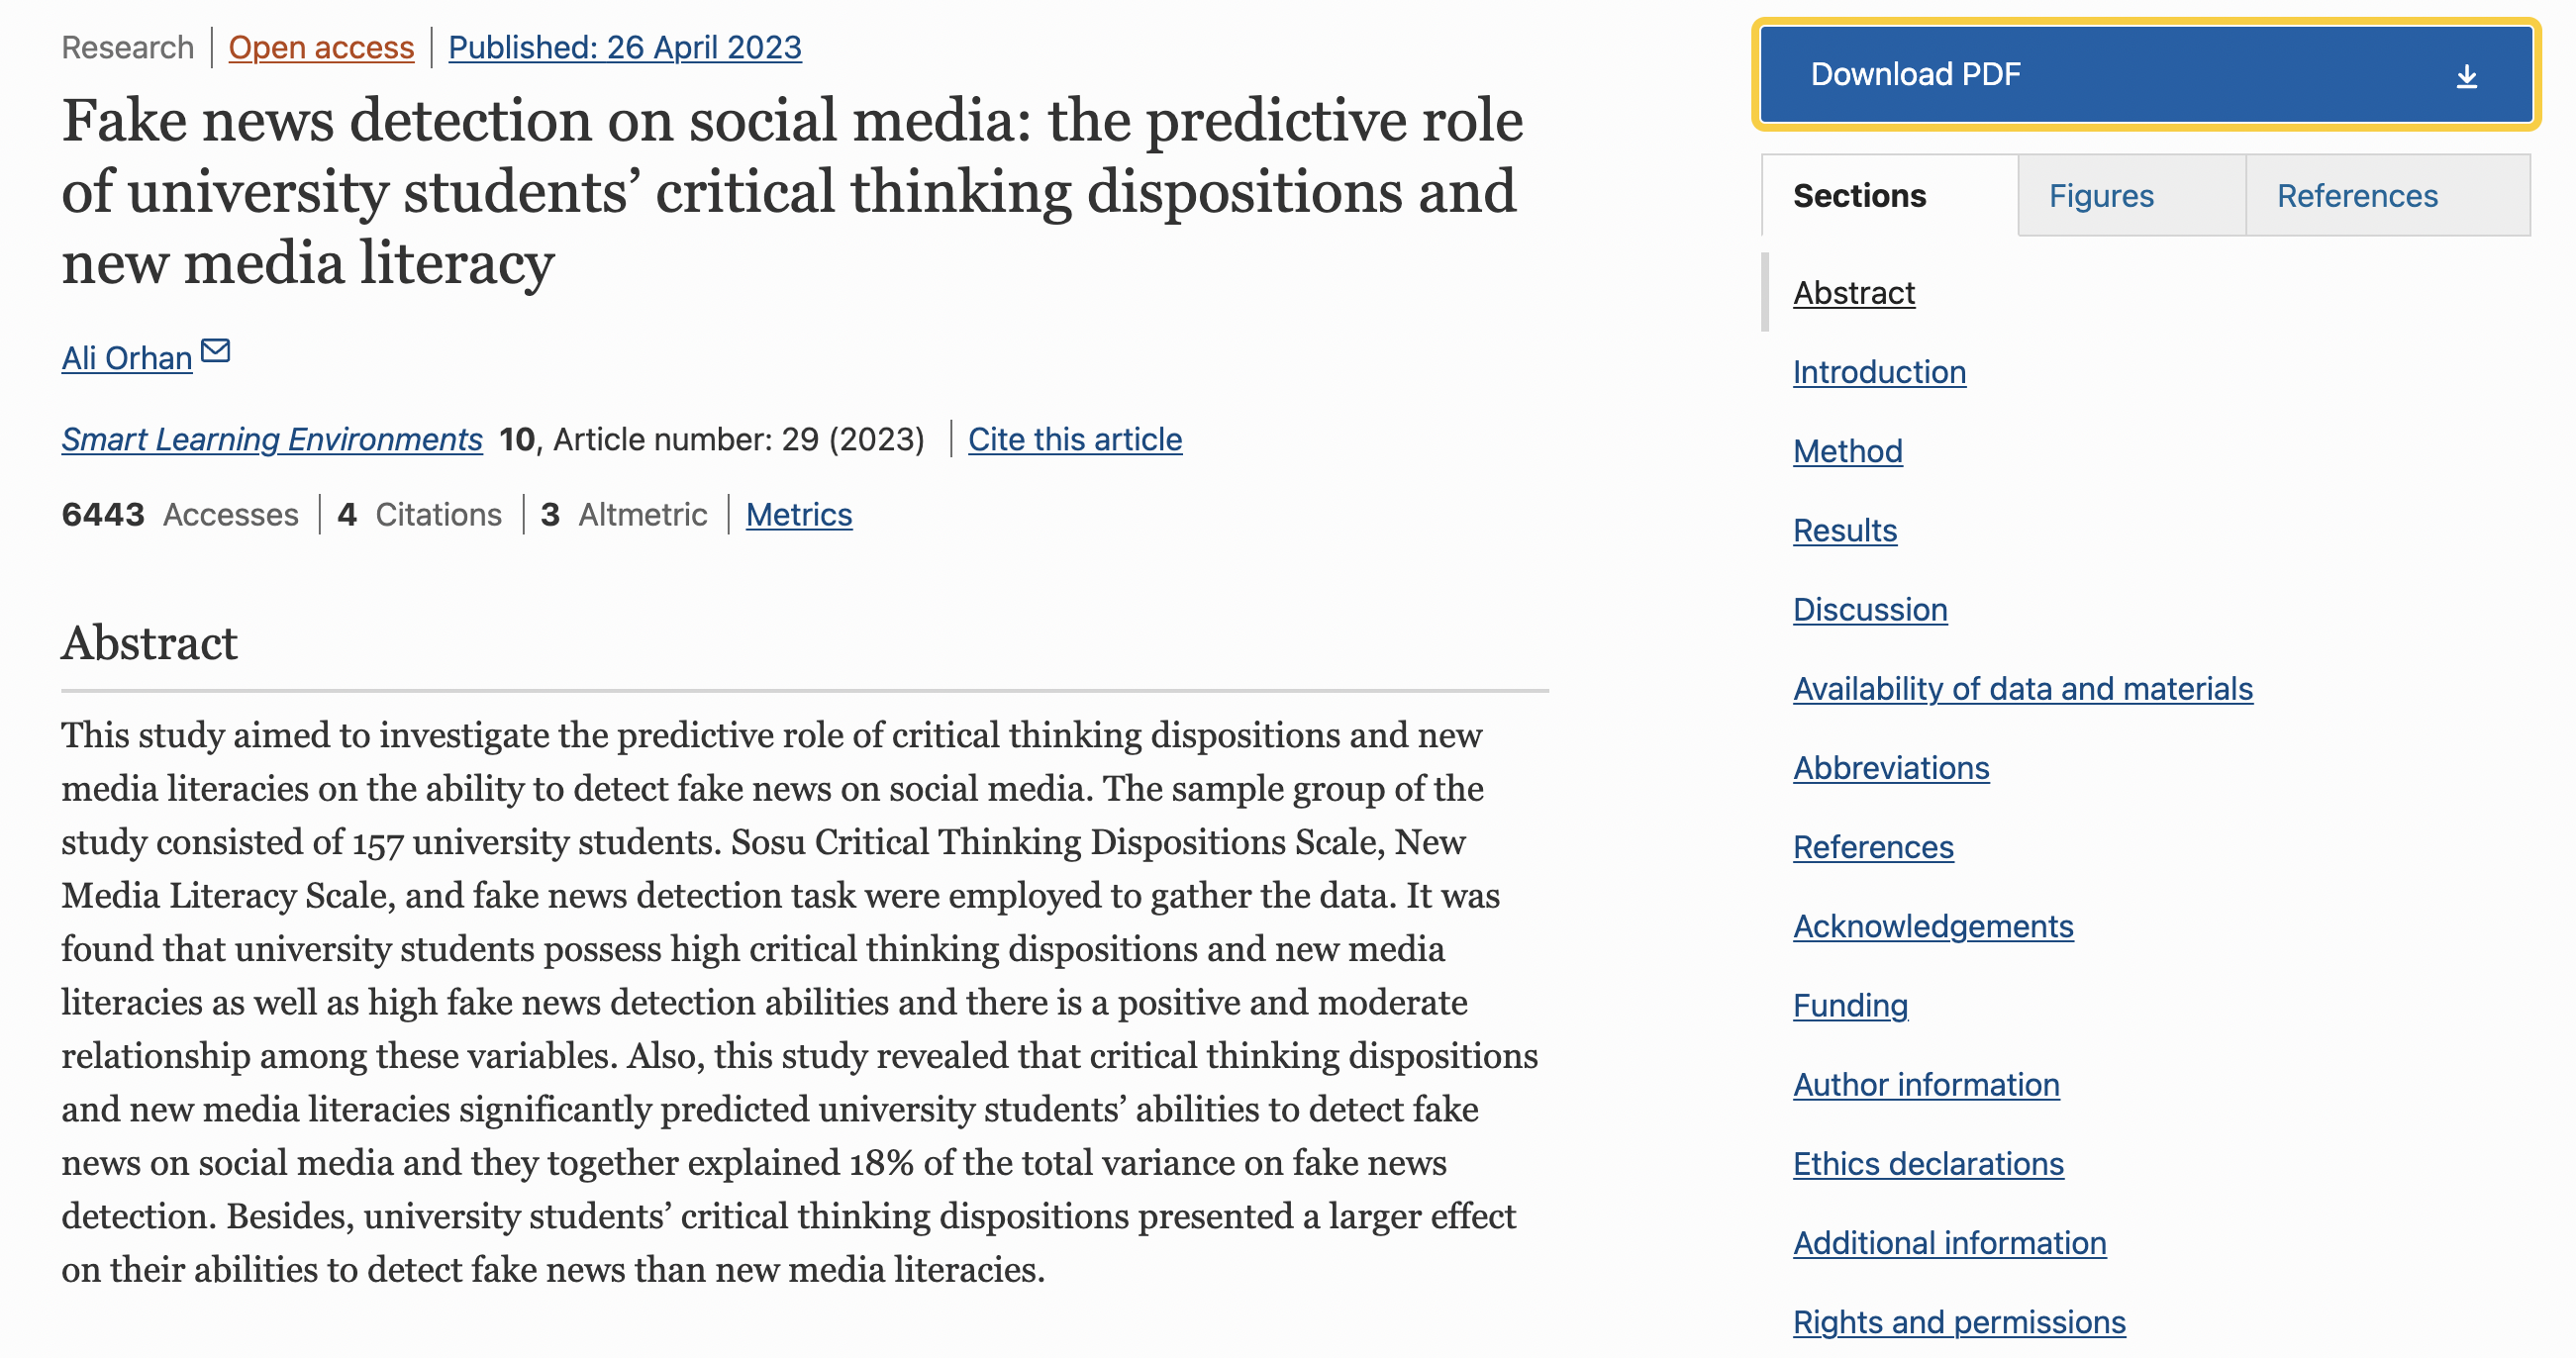 Research | Open access | Published: 26 April 2023
Fake news detection on social media: the predictive role
of university students’ critical thinking dispositions and
new media literacy
Ali Orhan
Smart Learning Environments 10, Article number: 29 (2023) | Cite this article
6443 Accesses | 4 Citations | 3 Altmetric | Metrics
Abstract
This study aimed to investigate the predictive role of critical thinking dispositions and new
media literacies on the ability to detect fake news on social media. The sample group of the
study consisted of 157 university students. Sosu Critical Thinking Dispositions Scale, New
Media Literacy Scale, and fake news detection task were employed to gather the data. It was
found that university students possess high critical thinking dispositions and new media
literacies as well as high fake news detection abilities and there is a positive and moderate
relationship among these variables. Also, this study revealed that critical thinking dispositions
and new media literacies significantly predicted university students’ abilities to detect fake
news on social media and they together explained 18% of the total variance on fake news
detection. Besides, university students’ critical thinking dispositions presented a larger effect
on their abilities to detect fake news than new media literacies.
Download PDF
Sections Figures References
Abstract
Introduction
Method
Results
Discussion
Availability of data and materials
Abbreviations
References
Acknowledgements
Funding
Author information
Ethics declarations
Additional information
Rights and permissions